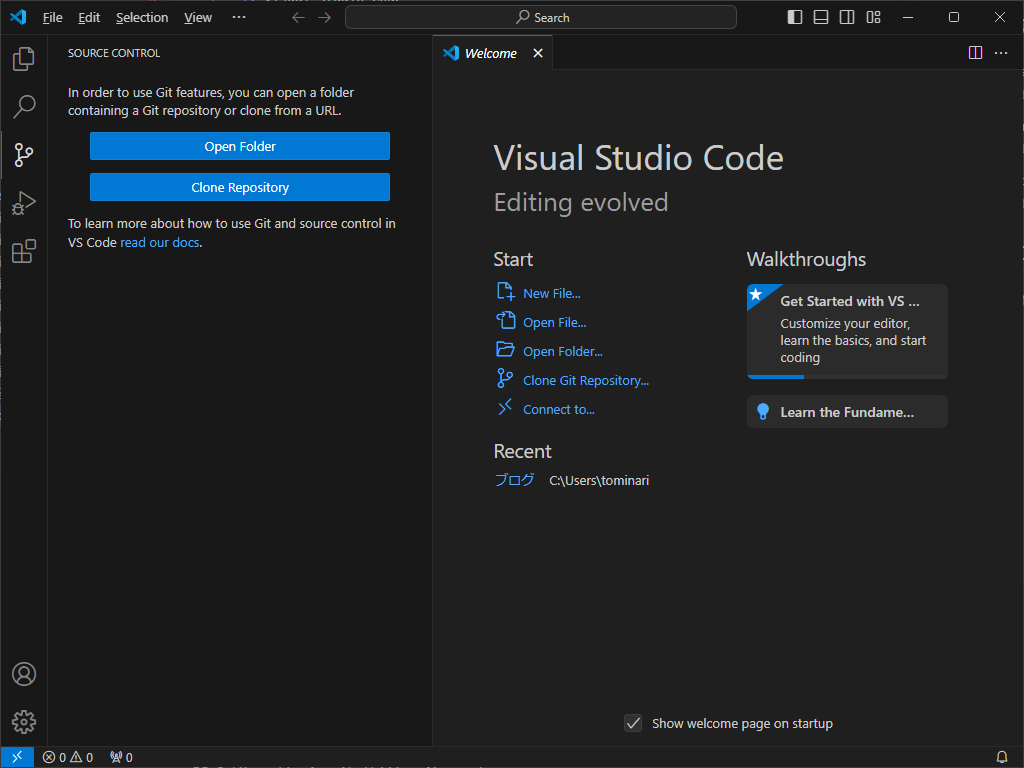 File Edit Selection View ··· Search
SOURCE CONTROL
In order to use Git features, you can open a folder
containing a Git repository or clone from a URL.
Open Folder
Clone Repository
To learn more about how to use Git and source control in
VS Code read our docs.
Welcome
Visual Studio Code
Editing evolved
Start
New File...
Open File...
Open Folder...
Clone Git Repository...
Connect to...
Recent
ブログ C:\Users\tominari
Walkthroughs
Get Started with VS ...
Customize your editor,
learn the basics, and start
coding
Learn the Fundame...
Show welcome page on startup
0 0 0